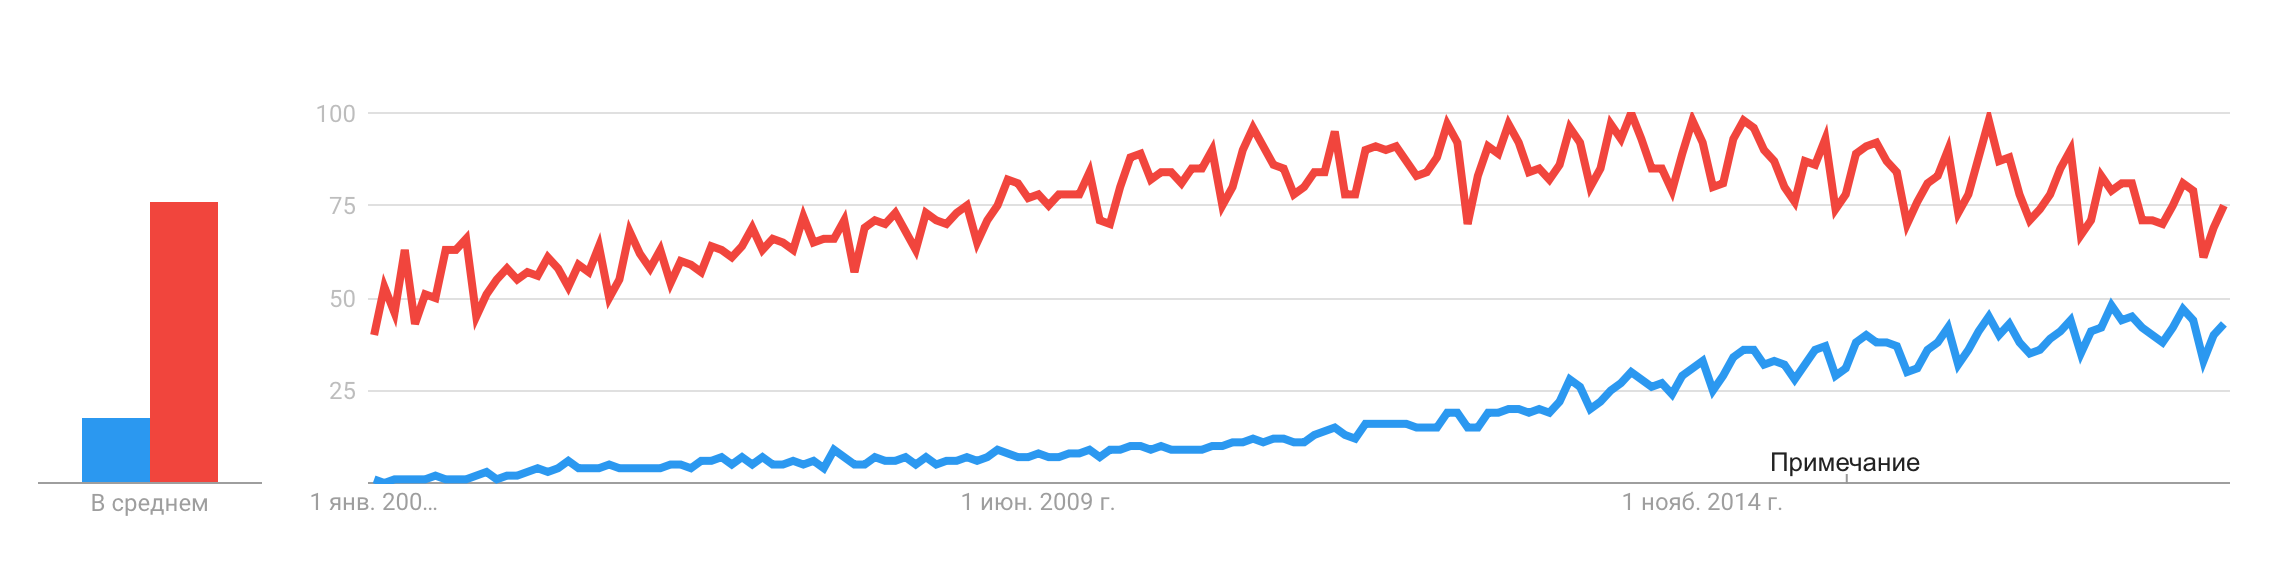 100
75
50
25
Примечание
В среднем
1 янв. 200...
1 июн. 2009 г.
1 нояб. 2014 г.